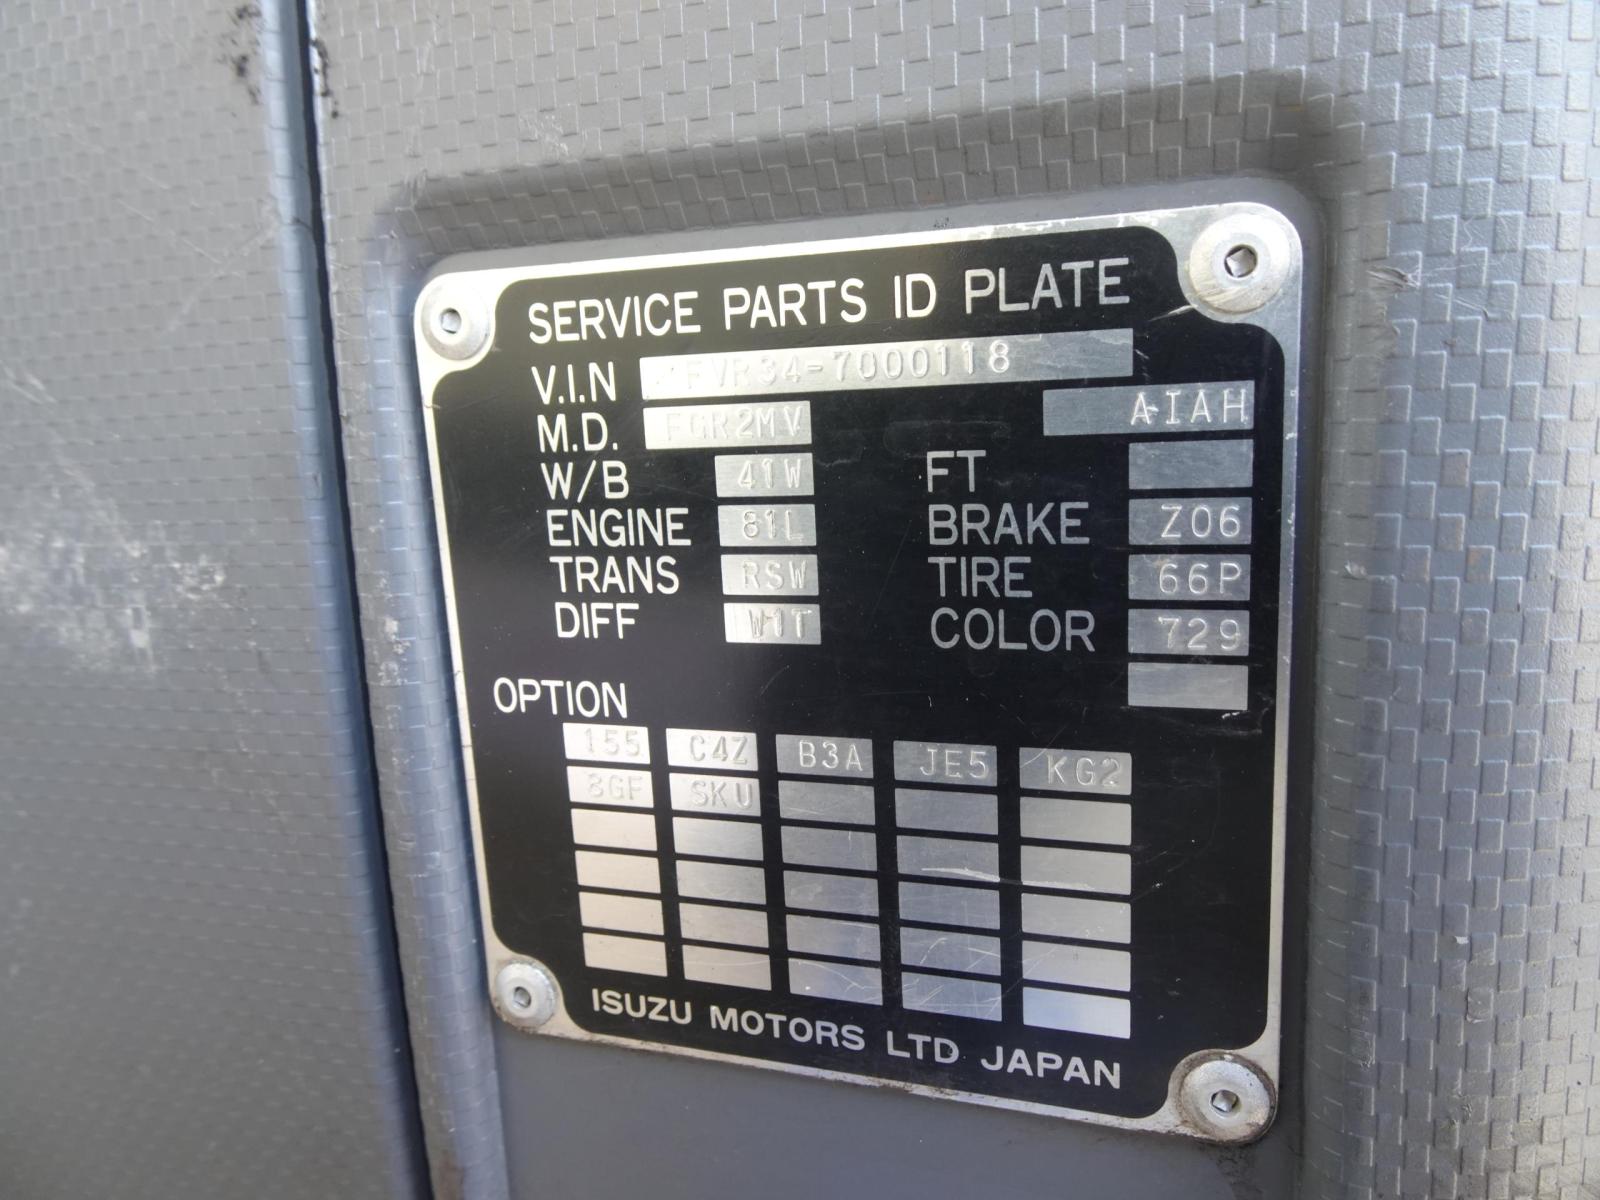 SERVICE PARTS ID PLATE
V.I.N *FVR34-7000118
M.D. FGR2MV A-IAH
W/B 41W FT
ENGINE 81L BRAKE Z06
TRANS RSW TIRE 66P
DIFF W1T COLOR 729
OPTION
155 C4Z B3A JE5 KG2
8GF SKU
ISUZU MOTORS LTD JAPAN